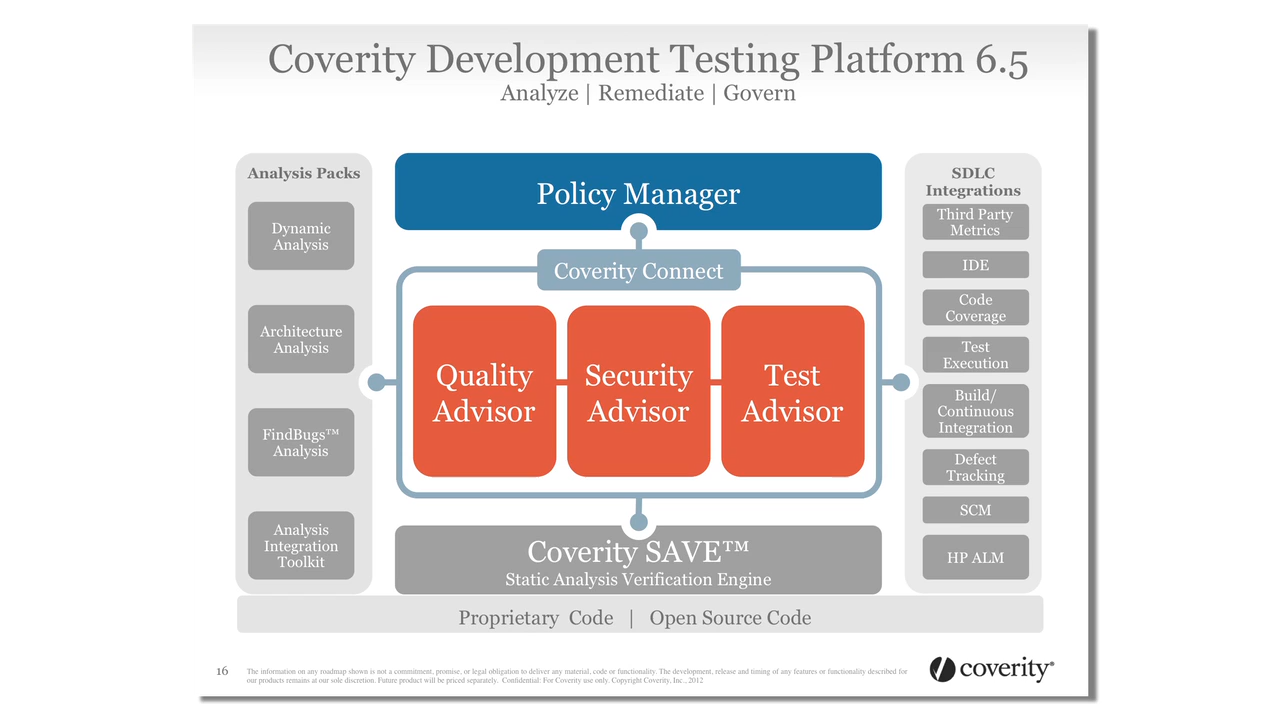 Coverity Development Testing Platform 6.5
Analyze | Remediate | Govern
Analysis Packs
Dynamic
Analysis
Architecture
Analysis
FindBugs™
Analysis
Analysis
Integration
Toolkit
Policy Manager
Coverity Connect
Quality
Advisor
Security
Advisor
Test
Advisor
Coverity SAVE™
Static Analysis Verification Engine
SDLC
Integrations
Third Party
Metrics
IDE
Code
Coverage
Test
Execution
Build/
Continuous
Integration
Defect
Tracking
SCM
HP ALM
Proprietary Code | Open Source Code
16
The information on any roadmap shown is not a commitment, promise, or legal obligation to deliver any material, code or functionality. The development, release and timing of any features or functionality described for
our products remains at our sole discretion. Future product will be priced separately. Confidential: For Coverity use only. Copyright Coverity, Inc., 2012
coverity®